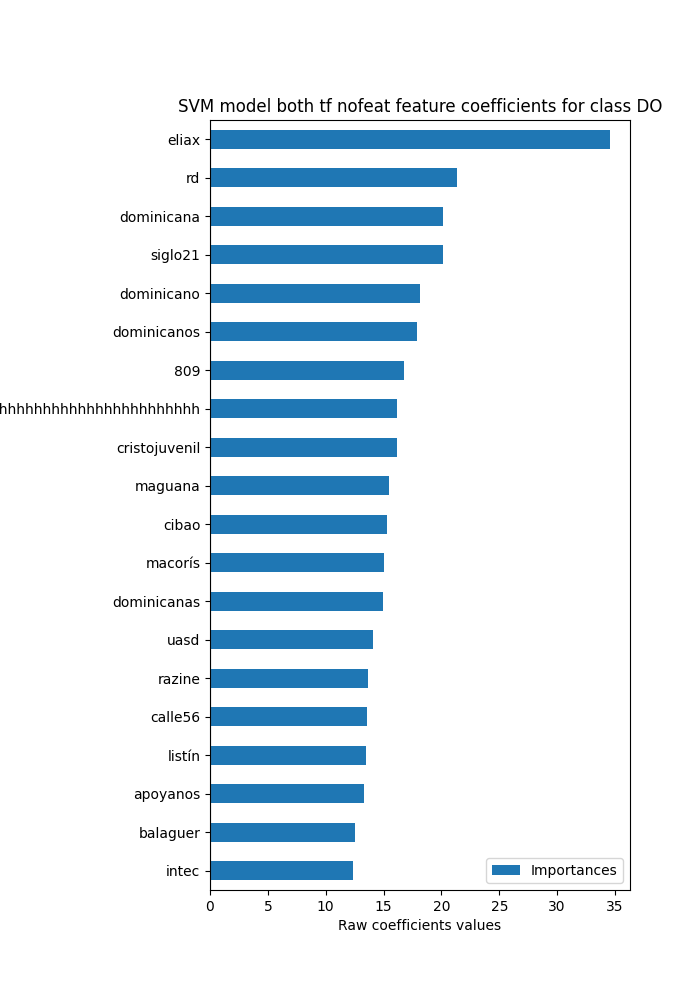 SVM model both tf nofeat feature coefficients for class DO
eliax
rd
dominicana
siglo21
dominicano
dominicanos
809
hhhhhhhhhhhhhhhhhhhhhhhh
cristojuvenil
maguana
cibao
macorís
dominicanas
uasd
razine
calle56
listín
apoyanos
balaguer
intec
Importances
0 5 10 15 20 25 30 35
Raw coefficients values